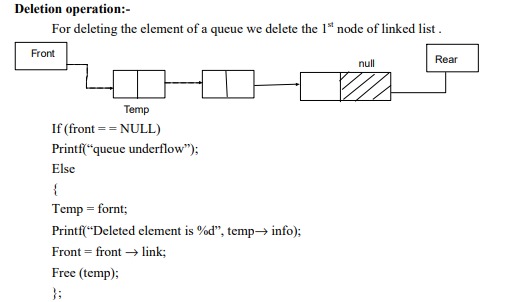 Deletion operation:-
For deleting the element of a queue we delete the 1st node of linked list .
Front
null
Rear
Temp
If (front = = NULL)
Printf(“queue underflow”);
Else
{
Temp = fornt;
Printf(“Deleted element is %d”, temp→ info);
Front = front → link;
Free (temp);
};